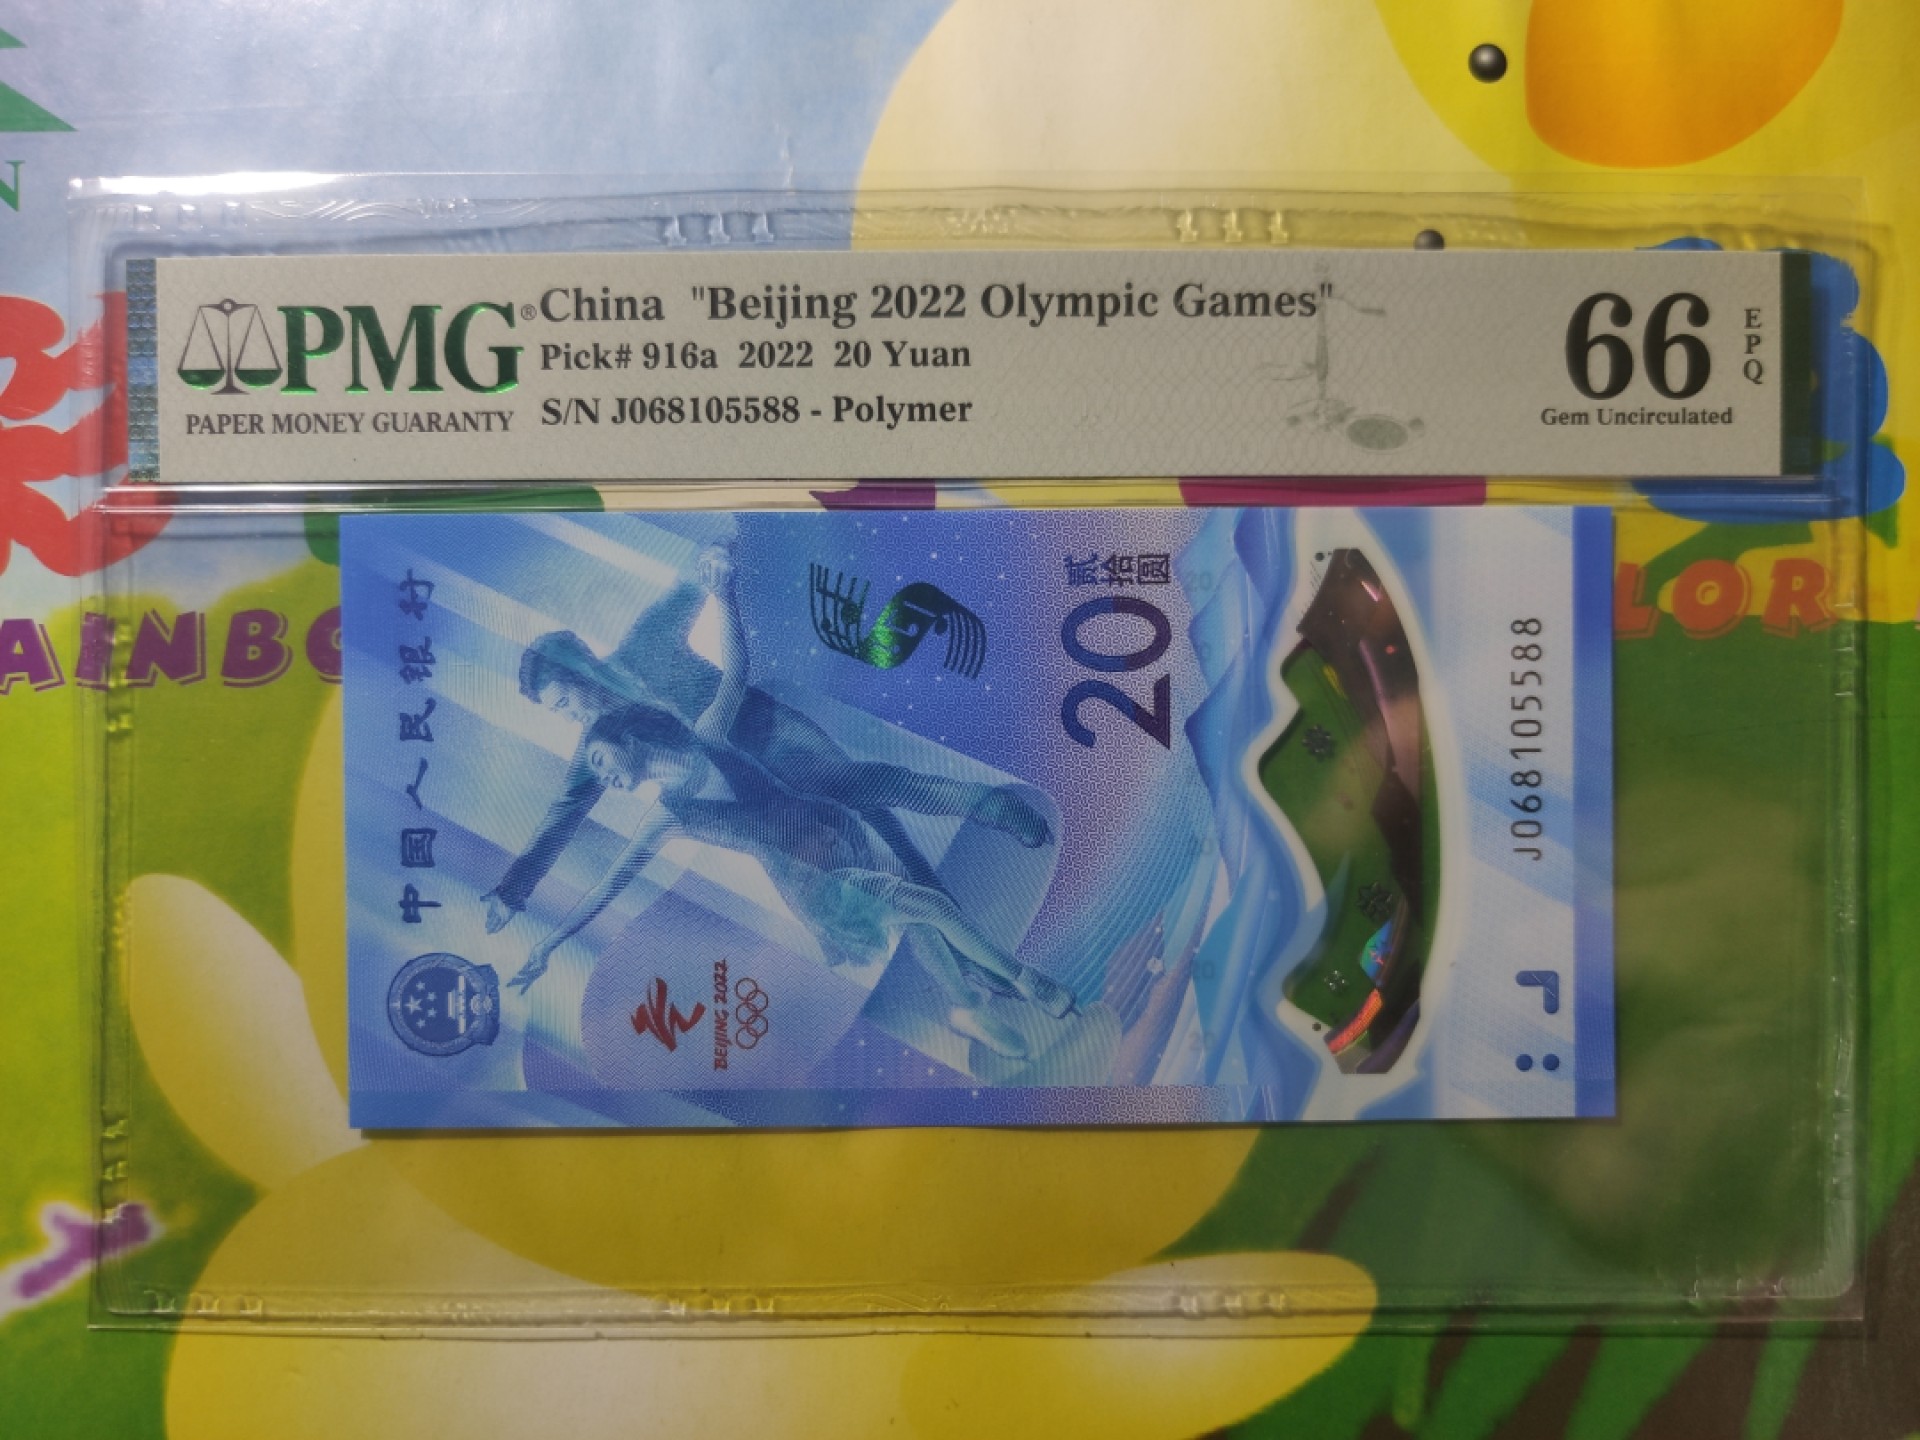 PMG®
PAPER MONEY GUARANTY
China "Beijing 2022 Olympic Games"
Pick# 916a 2022 20 Yuan
S/N J068105588 - Polymer
66
EPQ
Gem Uncirculated
AINBO
LOR
N
中国人民银行
贰拾圆
20
BEIJING 2022
J068105588